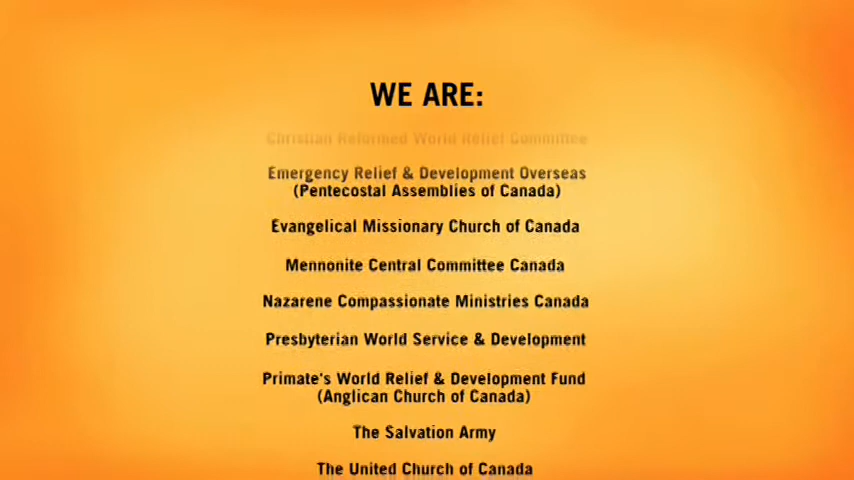 WE ARE:
Christian Reformed World Relief Committee
Emergency Relief & Development Overseas
(Pentecostal Assemblies of Canada)
Evangelical Missionary Church of Canada
Mennonite Central Committee Canada
Nazarene Compassionate Ministries Canada
Presbyterian World Service & Development
Primate's World Relief & Development Fund
(Anglican Church of Canada)
The Salvation Army
The United Church of Canada